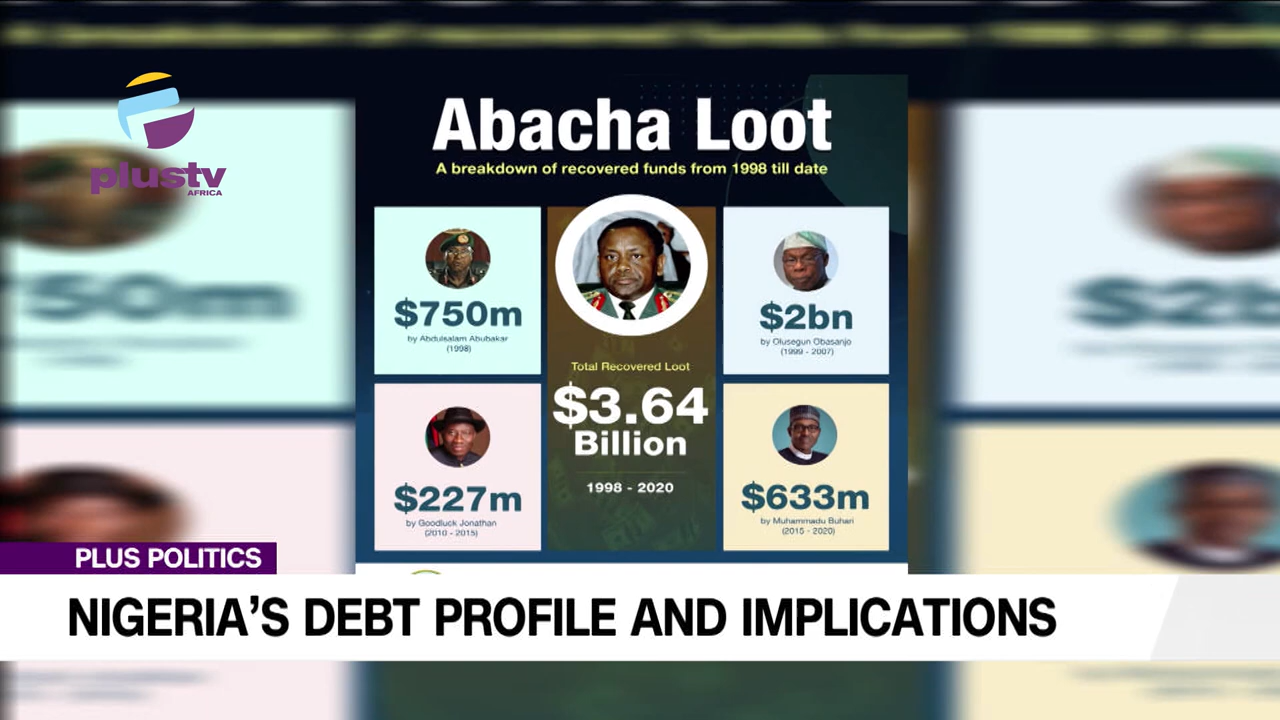 plustv
AFRICA
Abacha Loot
A breakdown of recovered funds from 1998 till date
$750m
by Abdulsalam Abubakar
(1998)
Total Recovered Loot
$3.64
Billion
1998 - 2020
$2bn
by Olusegun Obasanjo
(1999 - 2007)
$227m
by Goodluck Jonathan
(2010 - 2015)
$633m
by Muhammadu Buhari
(2015 - 2020)
PLUS POLITICS
NIGERIA'S DEBT PROFILE AND IMPLICATIONS